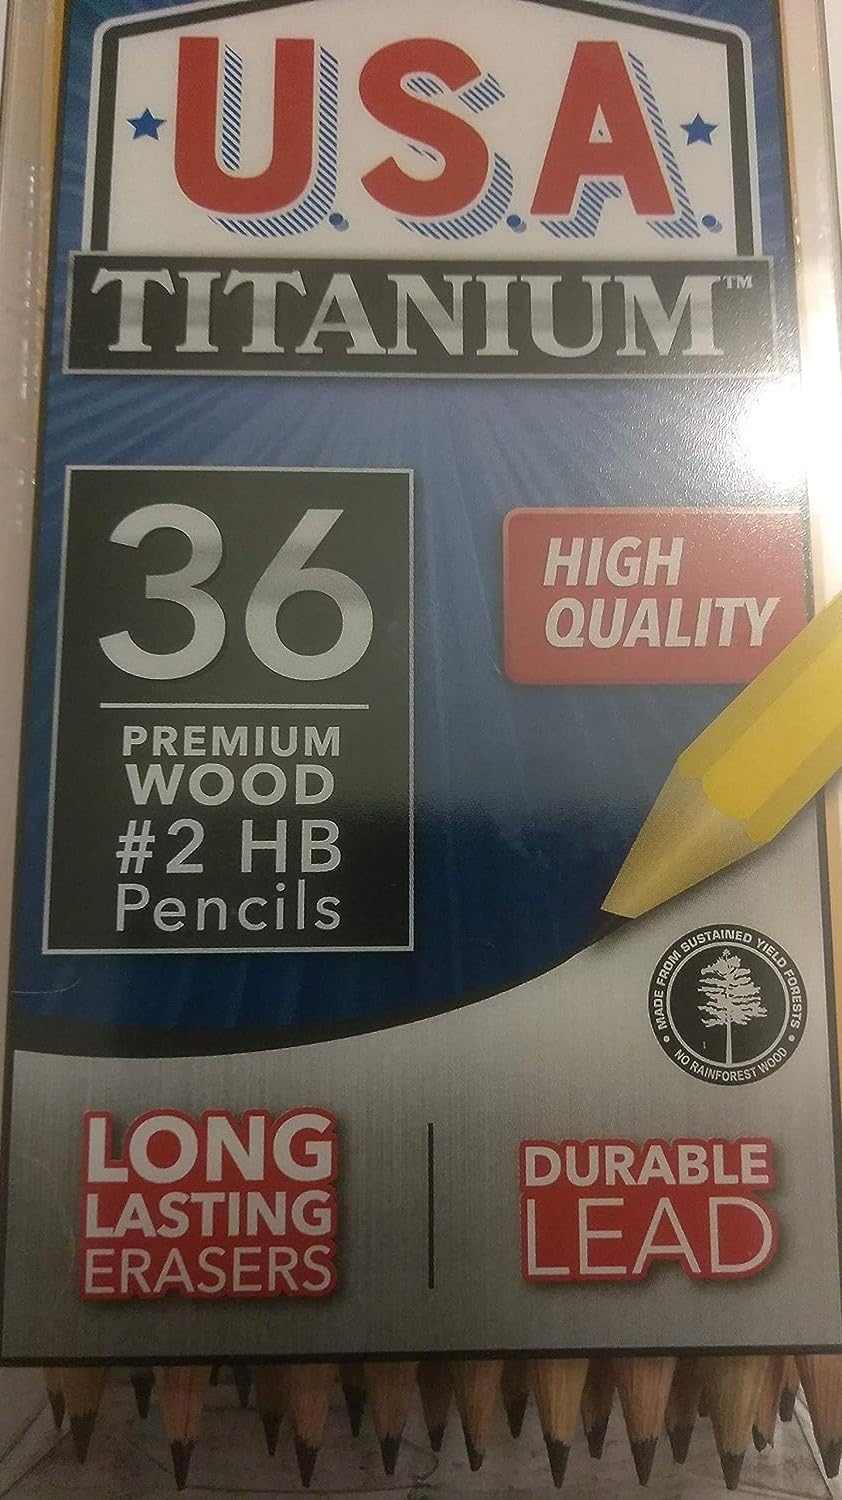 U.S.A.
TITANIUM™
36
PREMIUM
WOOD
#2 HB
Pencils
HIGH
QUALITY
• MADE FROM SUSTAINED YIELD FORESTS •
NO RAINFOREST WOOD
LONG
LASTING
ERASERS
DURABLE
LEAD